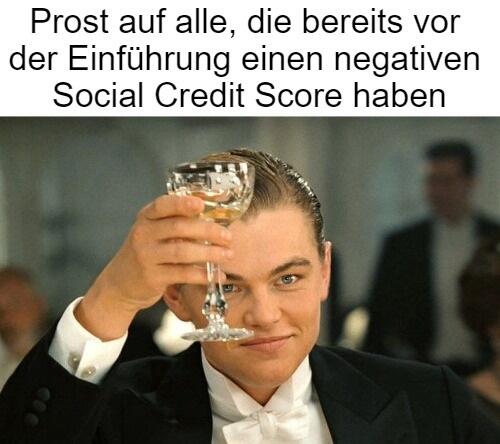 Prost auf alle, die bereits vor
der Einführung einen negativen
Social Credit Score haben